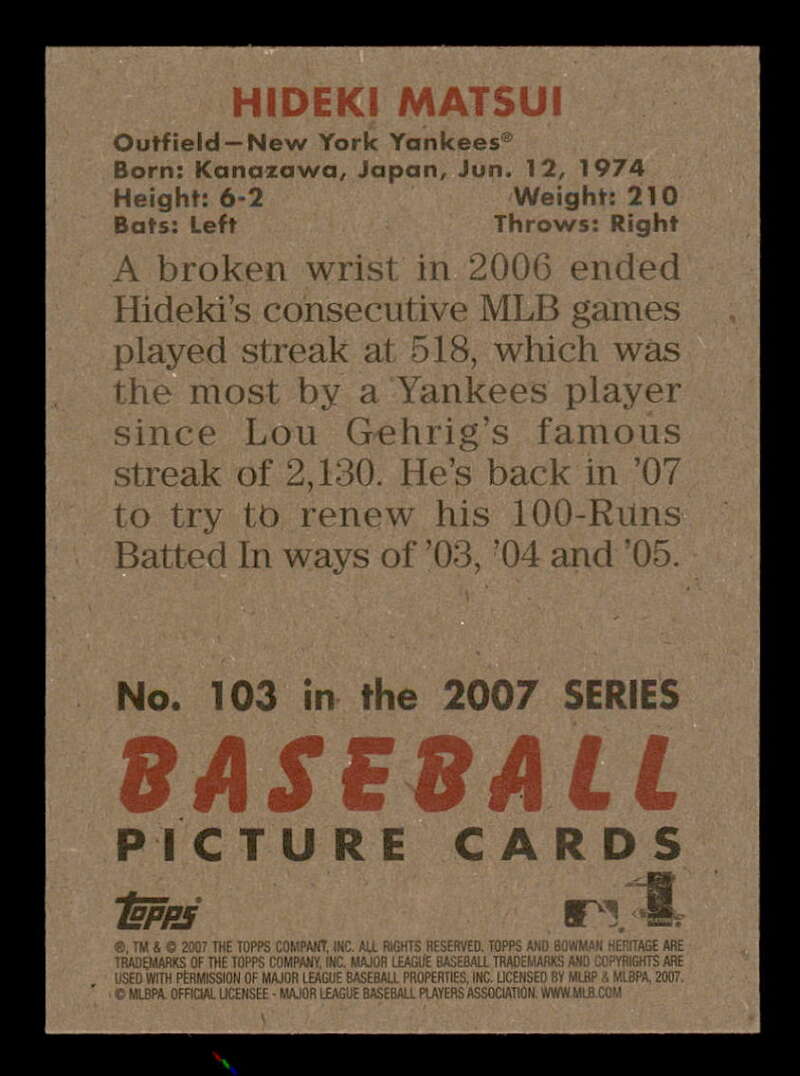 HIDEKI MATSUI
Outfield—New York Yankees®
Born: Kanazawa, Japan, Jun. 12, 1974
Height: 6-2 Weight: 210
Bats: Left Throws: Right
A broken wrist in 2006 ended
Hideki's consecutive MLB games
played streak at 518, which was
the most by a Yankees player
since Lou Gehrig's famous
streak of 2,130. He's back in '07
to try to renew his 100-Runs
Batted In ways of '03, '04 and '05.
No. 103 in the 2007 SERIES
BASEBALL
PICTURE CARDS
topps
®, TM & © 2007 THE TOPPS COMPANY, INC. ALL RIGHTS RESERVED. TOPPS AND BOWMAN HERITAGE ARE
TRADEMARKS OF THE TOPPS COMPANY, INC. MAJOR LEAGUE BASEBALL TRADEMARKS AND COPYRIGHTS ARE
USED WITH PERMISSION OF MAJOR LEAGUE BASEBALL PROPERTIES, INC. LICENSED BY MLBP & MLBPA, 2007.
© MLBPA. OFFICIAL LICENSEE - MAJOR LEAGUE BASEBALL PLAYERS ASSOCIATION. WWW.MLB.COM